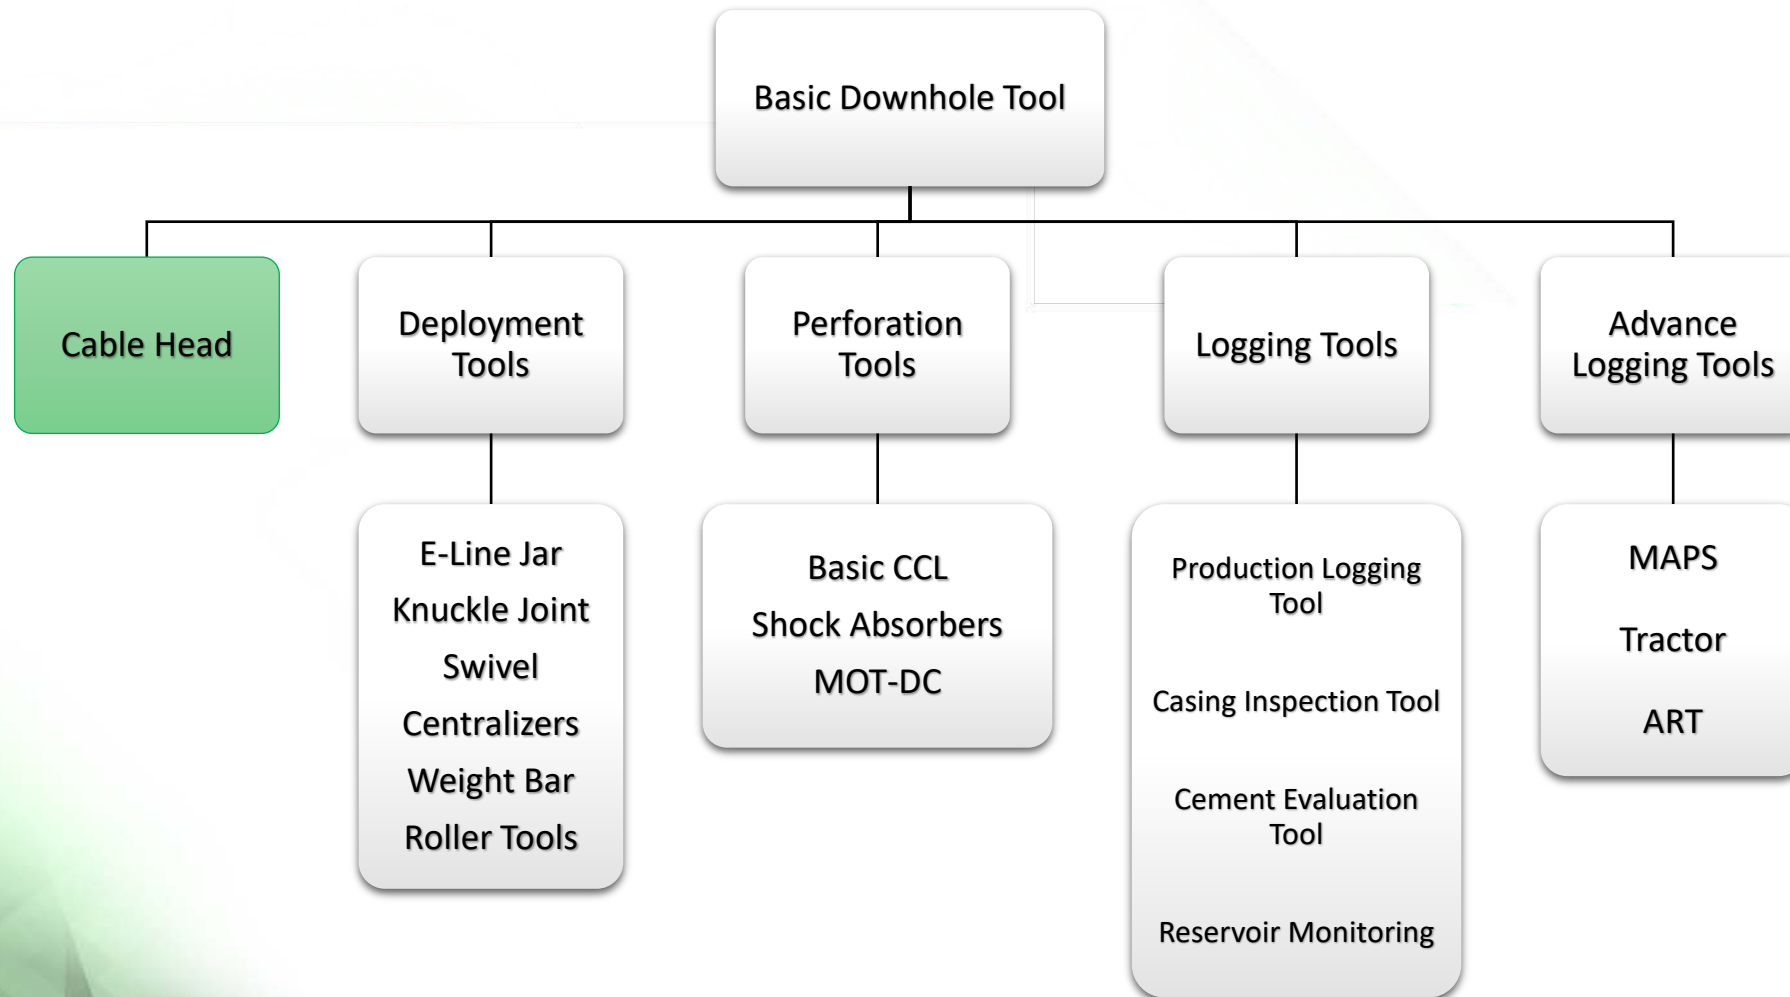 Basic Downhole Tool
Cable Head
Deployment
Tools
Perforation
Tools
Logging Tools
Advance
Logging Tools
E-Line Jar
Knuckle Joint
Swivel
Centralizers
Weight Bar
Roller Tools
Basic CCL
Shock Absorbers
MOT-DC
Production Logging
Tool
Casing Inspection Tool
Cement Evaluation
Tool
Reservoir Monitoring
MAPS
Tractor
ART